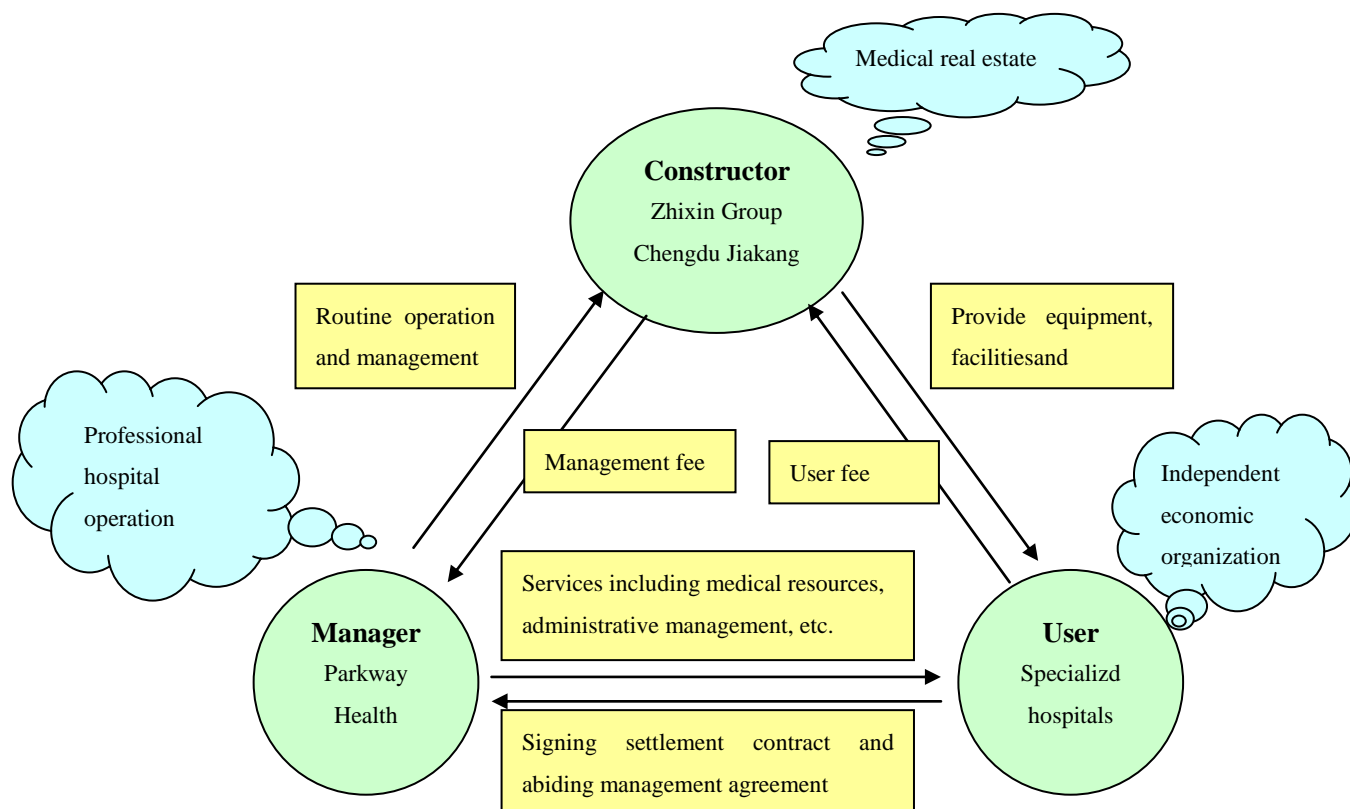 Medical real estate
Constructor
Zhixin Group
Chengdu Jiakang
Routine operation
and management
Provide equipment,
facilitiesand
Professional
hospital
operation
Management fee
User fee
Independent
economic
organization
Services including medical resources,
administrative management, etc.
Manager
Parkway
Health
User
Specializd
hospitals
Signing settlement contract and
abiding management agreement